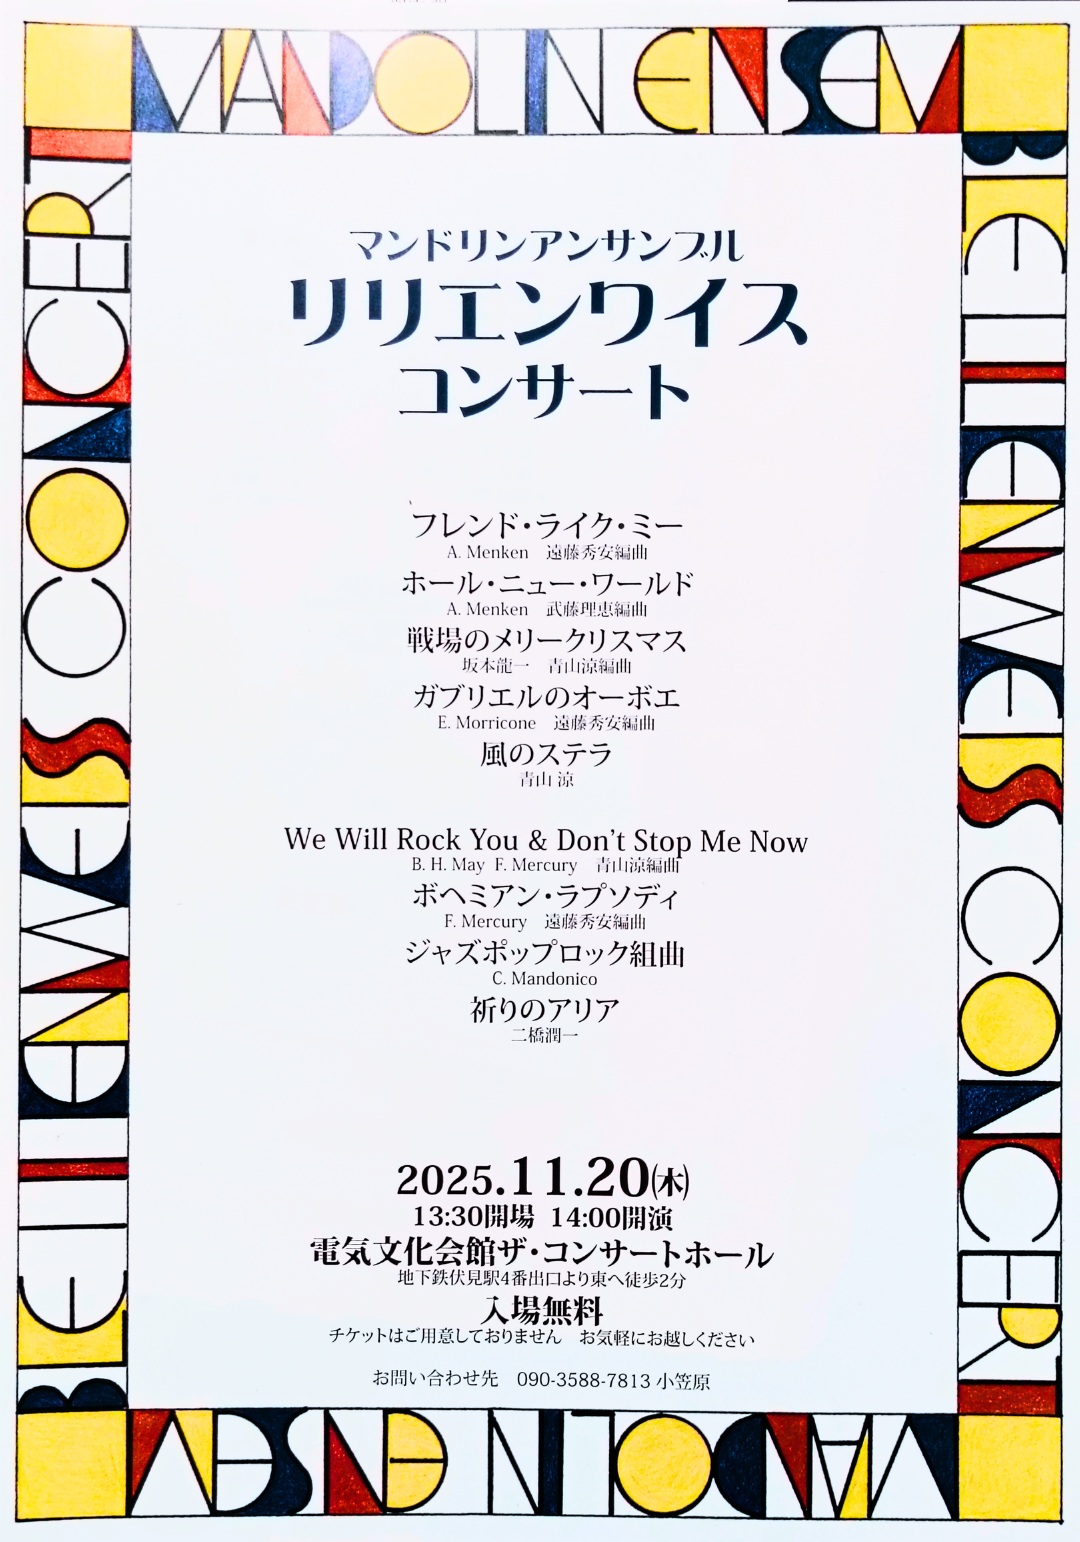 MANDOLIN ENSEM
BLE LILIENWEIS CONCERT
マンドリンアンサンブル
リリエンワイス
コンサート
フレンド・ライク・ミー
A. Menken　遠藤秀安編曲
ホール・ニュー・ワールド
A. Menken　武藤理恵編曲
戦場のメリークリスマス
坂本龍一　青山涼編曲
ガブリエルのオーボエ
E. Morricone　遠藤秀安編曲
風のステラ
青山 涼
We Will Rock You & Don't Stop Me Now
B. H. May F. Mercury　青山涼編曲
ボヘミアン・ラプソディ
F. Mercury　遠藤秀安編曲
ジャズポップロック組曲
C. Mandonico
祈りのアリア
二橋潤一
2025.11.20㈭
13:30開場 14:00開演
電気文化会館ザ・コンサートホール
地下鉄伏見駅4番出口より東へ徒歩2分
入場無料
チケットはご用意しておりません　お気軽にお越しください
お問い合わせ先　090-3588-7813 小笠原
MANDOLIN ENSEM
BLE LILIENWEIS CONCERT